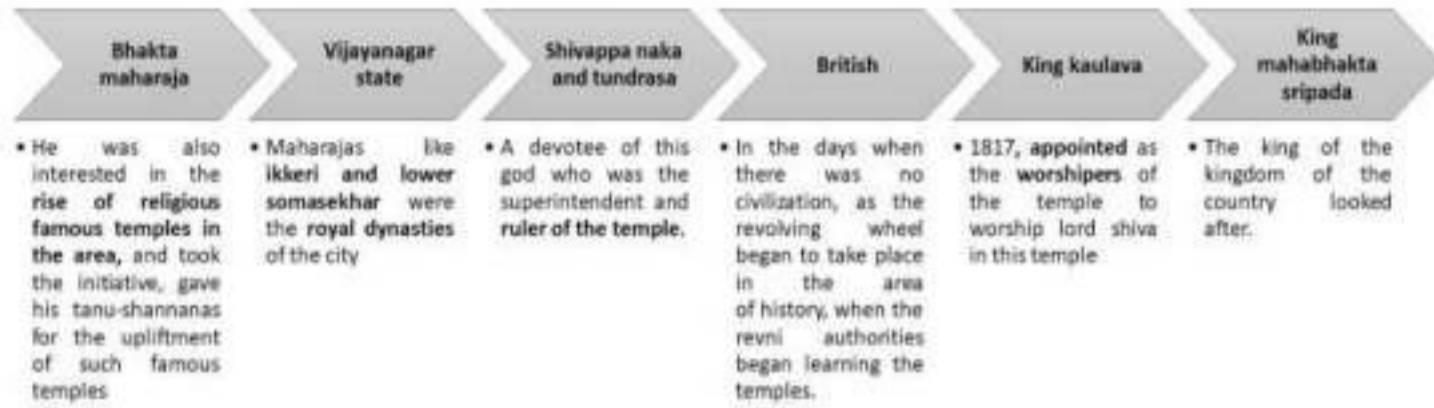 Bhakta
maharaja
• He was also
interested in the
rise of religious
famous temples in
the area, and took
the initiative, gave
his tanu-shannanas
for the upliftment
of such famous
temples
Vijayanagar
state
• Maharajas like
ikkeri and lower
somasekhar were
the royal dynasties
of the city
Shivappa naka
and tundrasa
• A devotee of this
god who was the
superintendent and
ruler of the temple.
British
• In the days when
there was no
civilization, as the
revolving wheel
began to take place
in the area
of history, when the
revni authorities
began learning the
temples.
King kaulava
• 1817, appointed as
the worshipers of
the temple to
worship lord shiva
in this temple
King
mahabhakta
sripada
• The king of the
kingdom of the
country looked
after.